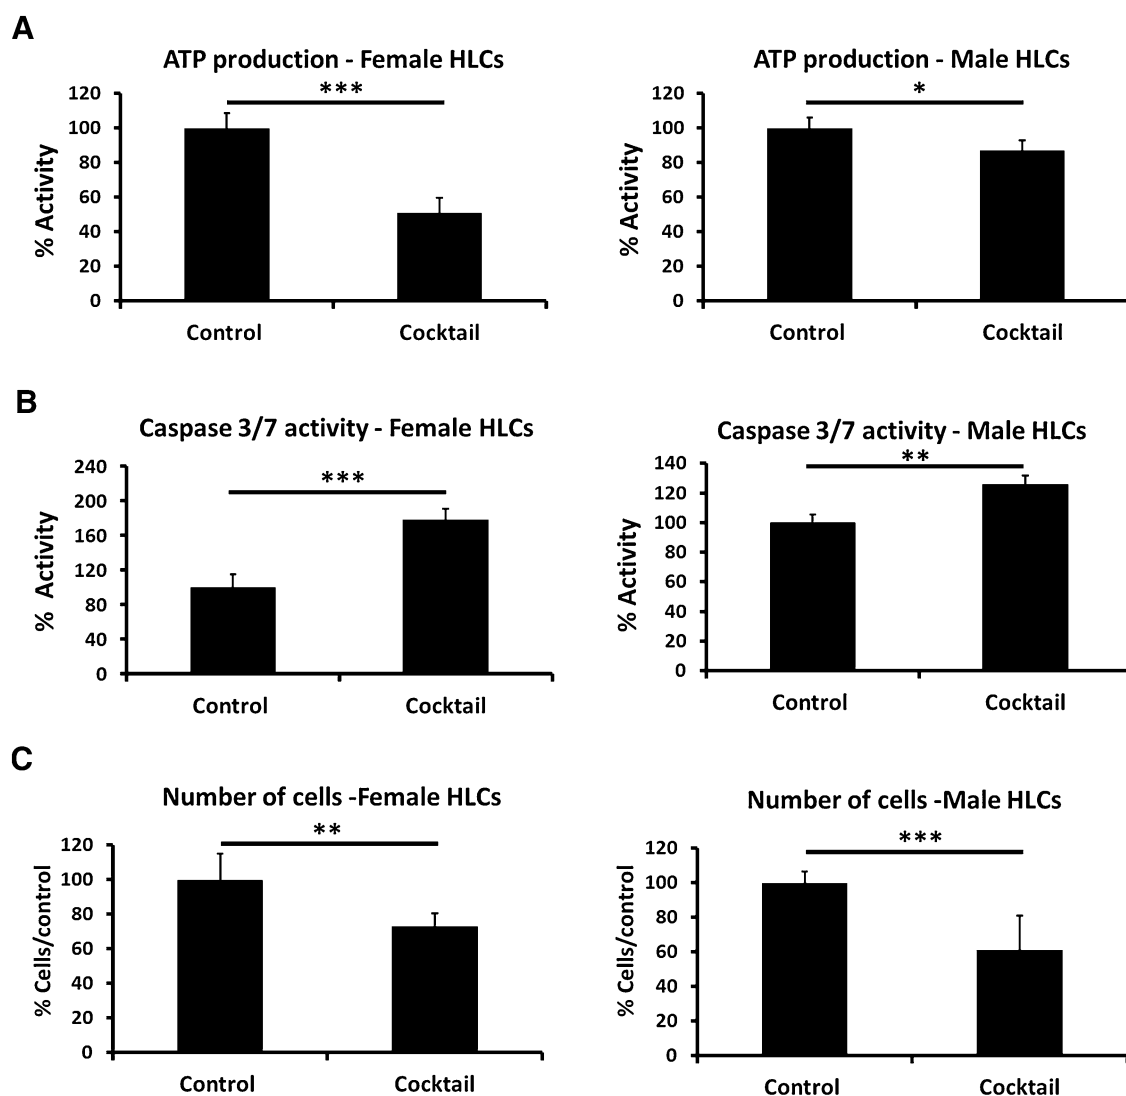 A
ATP production - Female HLCs
***
% Activity
120
100
80
60
40
20
0
Control Cocktail
ATP production - Male HLCs
*
% Activity
120
100
80
60
40
20
0
Control Cocktail
B
Caspase 3/7 activity - Female HLCs
***
% Activity
240
200
160
120
80
40
0
Control Cocktail
Caspase 3/7 activity - Male HLCs
**
% Activity
140
120
100
80
60
40
20
0
Control Cocktail
C
Number of cells -Female HLCs
**
% Cells/control
120
100
80
60
40
20
0
Control Cocktail
Number of cells -Male HLCs
***
% Cells/control
120
100
80
60
40
20
0
Control Cocktail